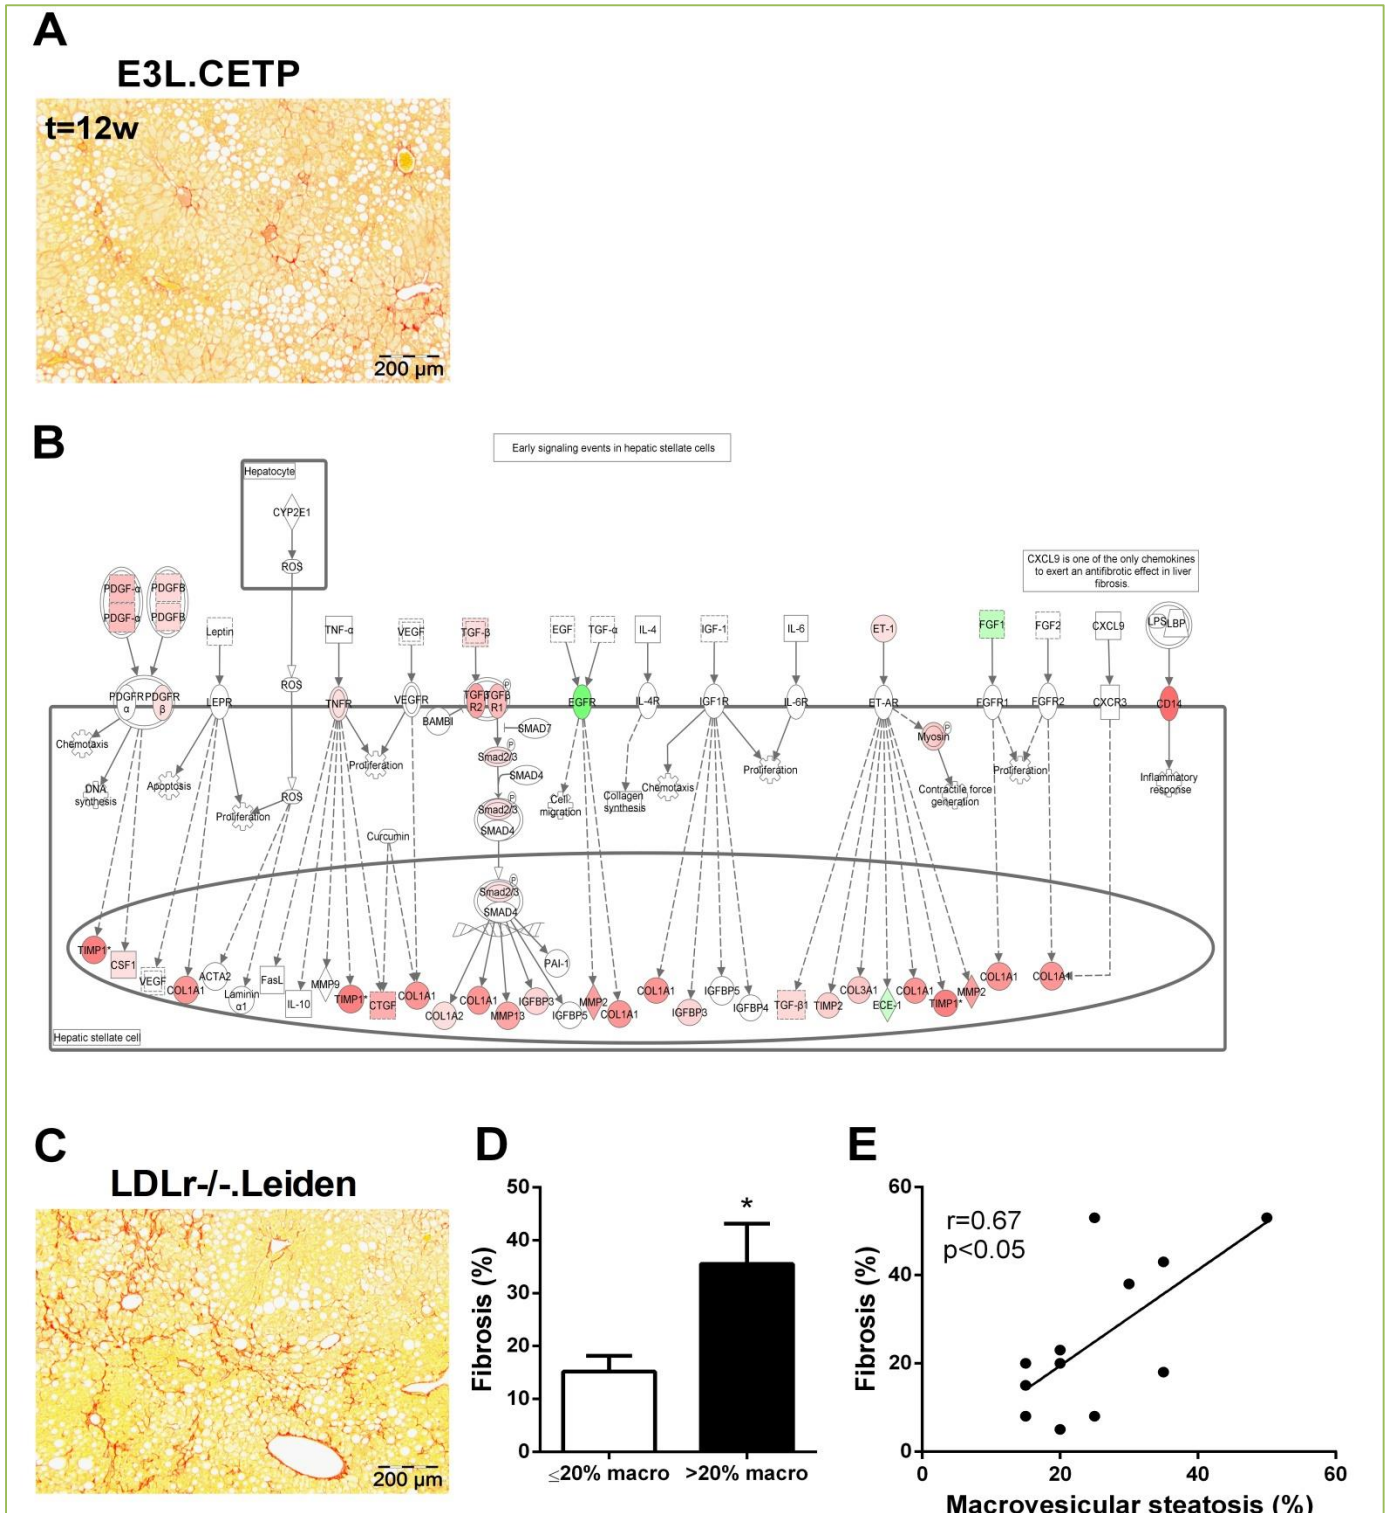 A
E3L.CETP
t=12w
200 µm
B
Early signaling events in hepatic stellate cells
Hepatocyte
CYP2E1
ROS
CXCL9 is one of the only chemokines
to exert an antifibrotic effect in liver
fibrosis.
PDGF-α PDGFB
PDGF-α PDGFB
Leptin
TNF-α
VEGF
TGF-β
EGF
TGF-α
IL-4
IGF-1
IL-6
ET-1
FGF1
FGF2
CXCL9
LPS LBP
ROS
PDGFR
α
PDGFR
β
LEPR
TNFR
VEGFR
BAMBI
TGFβ
R2
TGFβ
R1
P
EGFR
IL-4R
IGF1R
IL-6R
ET-AR
FGFR1
FGFR2
CXCR3
CD14
SMAD7
Myosin
P
Chemotaxis
DNA
synthesis
Apoptosis
Proliferation
ROS
Proliferation
Smad2/3
P
SMAD4
Smad2/3
P
SMAD4
Cell
migration
Collagen
synthesis
Chemotaxis
Proliferation
Contractile force
generation
Proliferation
Inflammatory
response
Curcumin
Smad2/3
P
SMAD4
TIMP1*
CSF1
VEGF
COL1A1
ACTA2
Laminin
α1
FasL
IL-10
MMP9
TIMP1*
CTGF
COL1A1
COL1A2
COL1A1
MMP13
IGFBP3
PAI-1
IGFBP5
MMP2
COL1A1
COL1A1
IGFBP3
IGFBP5
IGFBP4
TGF-β1
TIMP2
COL3A1
ECE-1
COL1A1
TIMP1*
MMP2
COL1A1
COL1A1
Hepatic stellate cell
C
LDLr-/-.Leiden
200 µm
D
Fibrosis (%)
50
40
30
20
10
0
*
≤20% macro >20% macro
E
Fibrosis (%)
60
40
20
0
r=0.67
p<0.05
0 20 40 60
Macrovesicular steatosis (%)